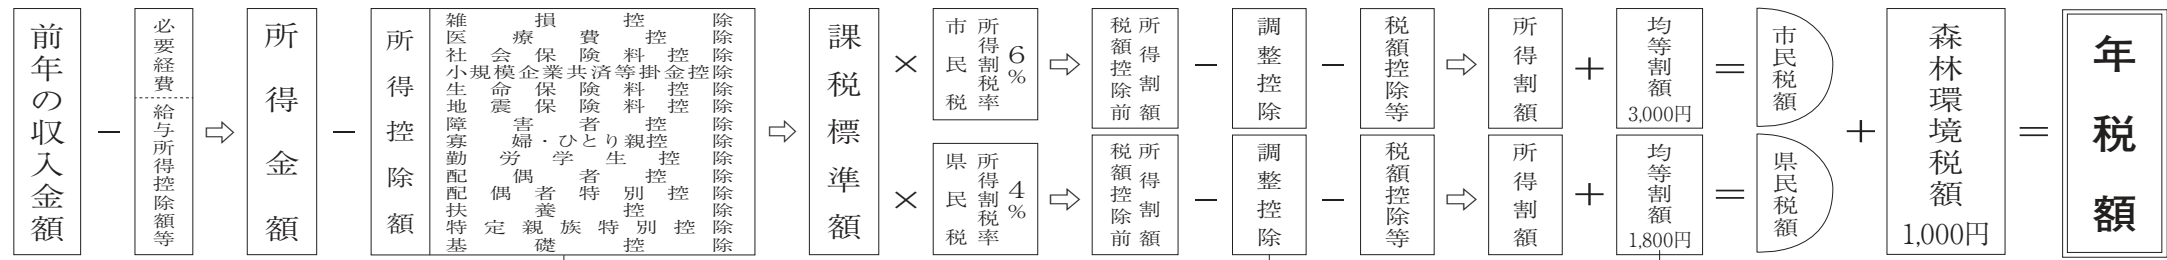 前年の収入金額
－
必要経費
給与所得控除額等
⇨
所得金額
－
所得控除額
雑損控除
医療費控除
社会保険料控除
小規模企業共済等掛金控除
生命保険料控除
地震保険料控除
障害者控除
寡婦・ひとり親控除
勤労学生控除
配偶者控除
配偶者特別控除
扶養控除
特定親族特別控除
基礎控除
⇨
課税標準額
×
市民税
所得割税率
6%
⇨
所得割額
税額控除前
－
調整控除
－
税額控除等
⇨
所得割額
＋
均等割額
3,000円
＝
市民税額
×
県民税
所得割税率
4%
⇨
所得割額
税額控除前
－
調整控除
－
税額控除等
⇨
所得割額
＋
均等割額
1,800円
＝
県民税額
＋
森林環境税額
1,000円
＝
年税額